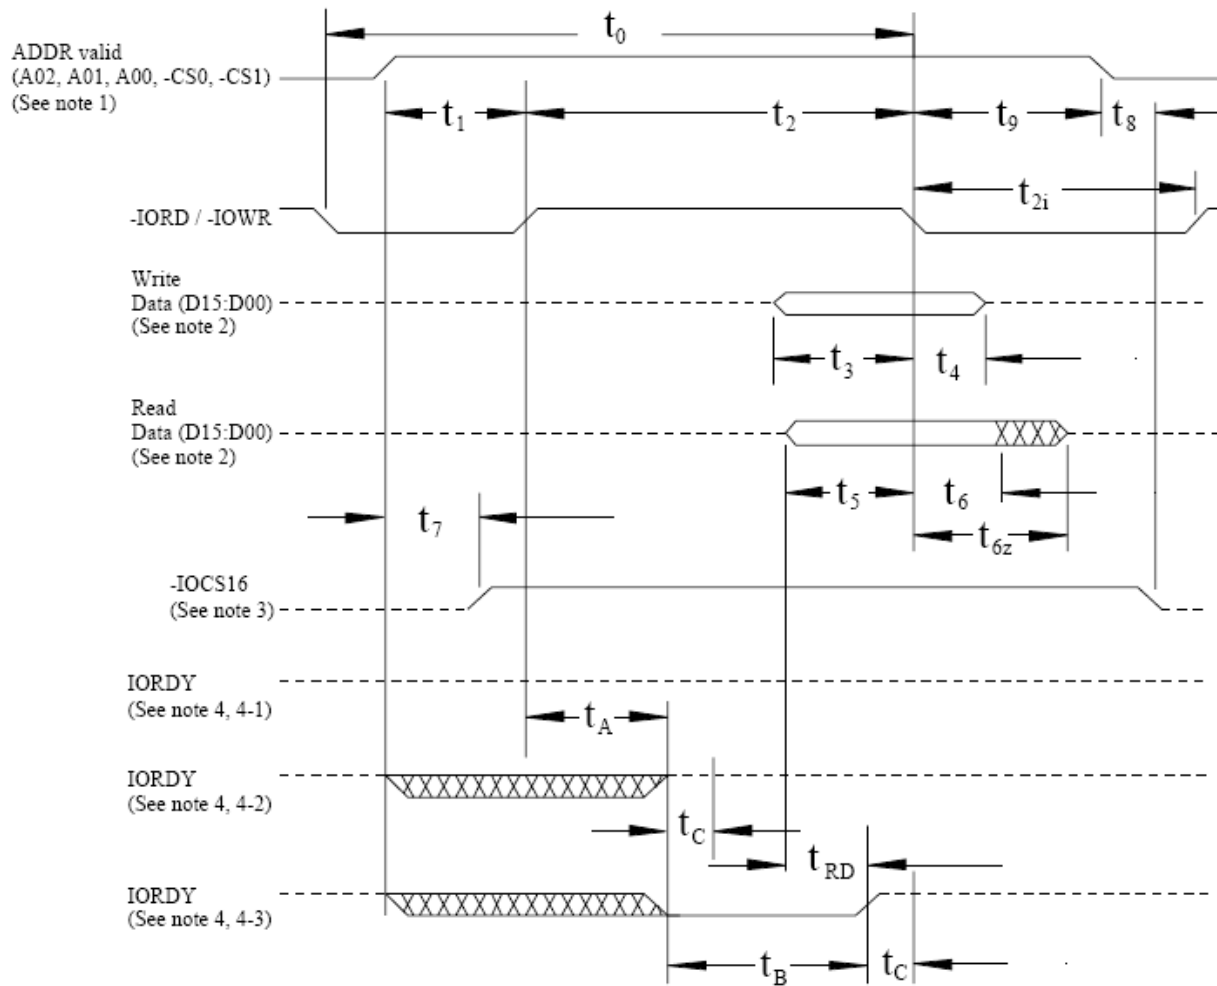 t0
ADDR valid
(A02, A01, A00, -CS0, -CS1)
(See note 1)
t1
t2
t9
t8
t2i
-IORD / -IOWR
Write
Data (D15:D00)
(See note 2)
t3
t4
Read
Data (D15:D00)
(See note 2)
t5
t6
t7
t6z
-IOCS16
(See note 3)
IORDY
(See note 4, 4-1)
tA
IORDY
(See note 4, 4-2)
tC
tRD
IORDY
(See note 4, 4-3)
tB
tC